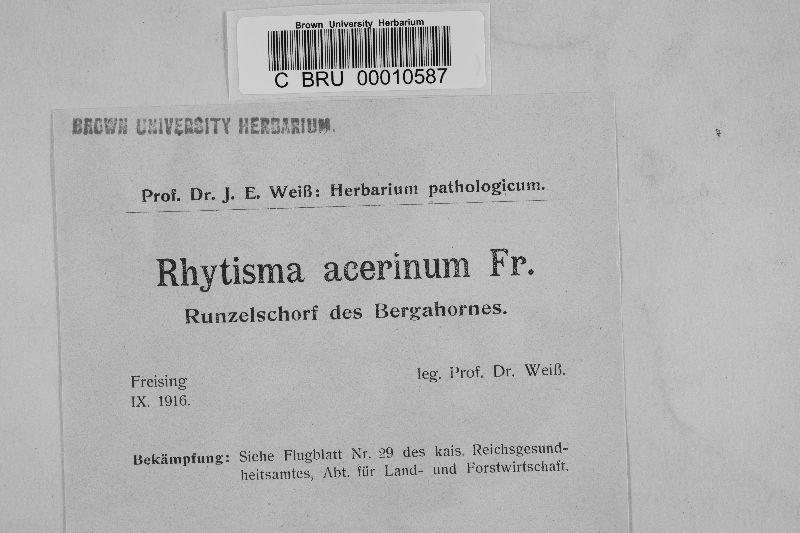 Brown University Herbarium
C BRU 00010587
BROWN UNIVERSITY HERBARIUM.
Prof. Dr. J. E. Weiß: Herbarium pathologicum.
Rhytisma acerinum Fr.
Runzelschorf des Bergahornes.
Freising
leg. Prof. Dr. Weiß.
IX. 1916.
Bekämpfung: Siehe Flugblatt Nr. 29 des kais. Reichsgesund-
heitsamtes, Abt. für Land- und Forstwirtschaft.